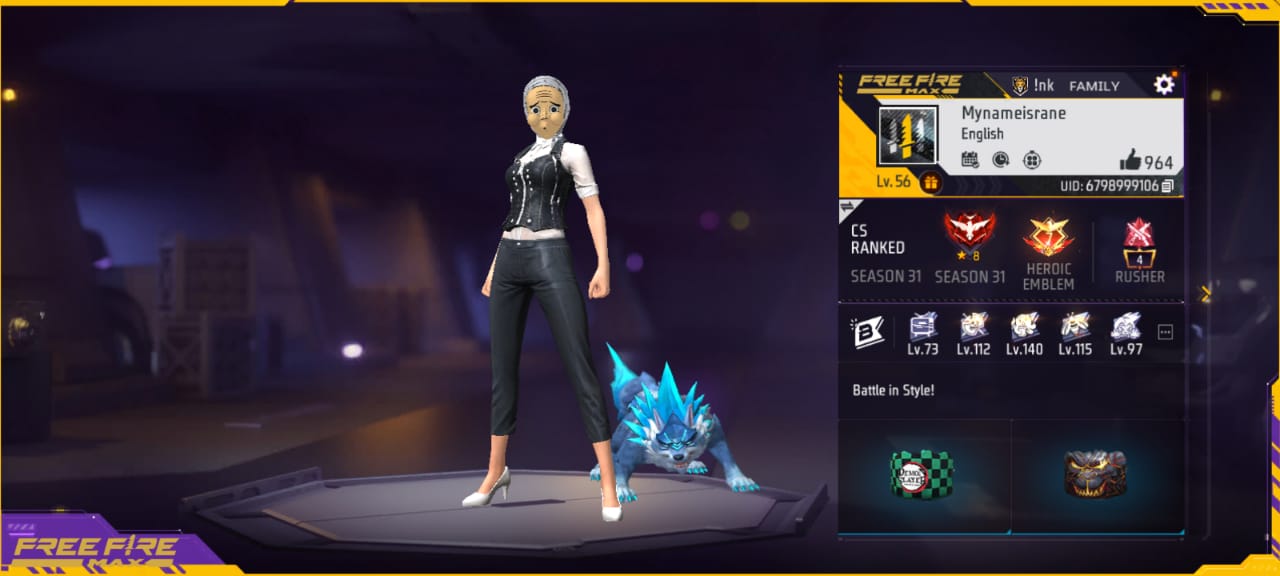 FREE FIRE
MAX
!nk FAMILY
Mynameisrane
English
964
Lv. 56
UID: 6798999106
CS
RANKED
SEASON 31
8
SEASON 31
HEROIC
EMBLEM
4
RUSHER
B
Lv.73 Lv.112 Lv.140 Lv.115 Lv.97
Battle in Style!
DEMON
SLAYER
FREE FIRE
MAX